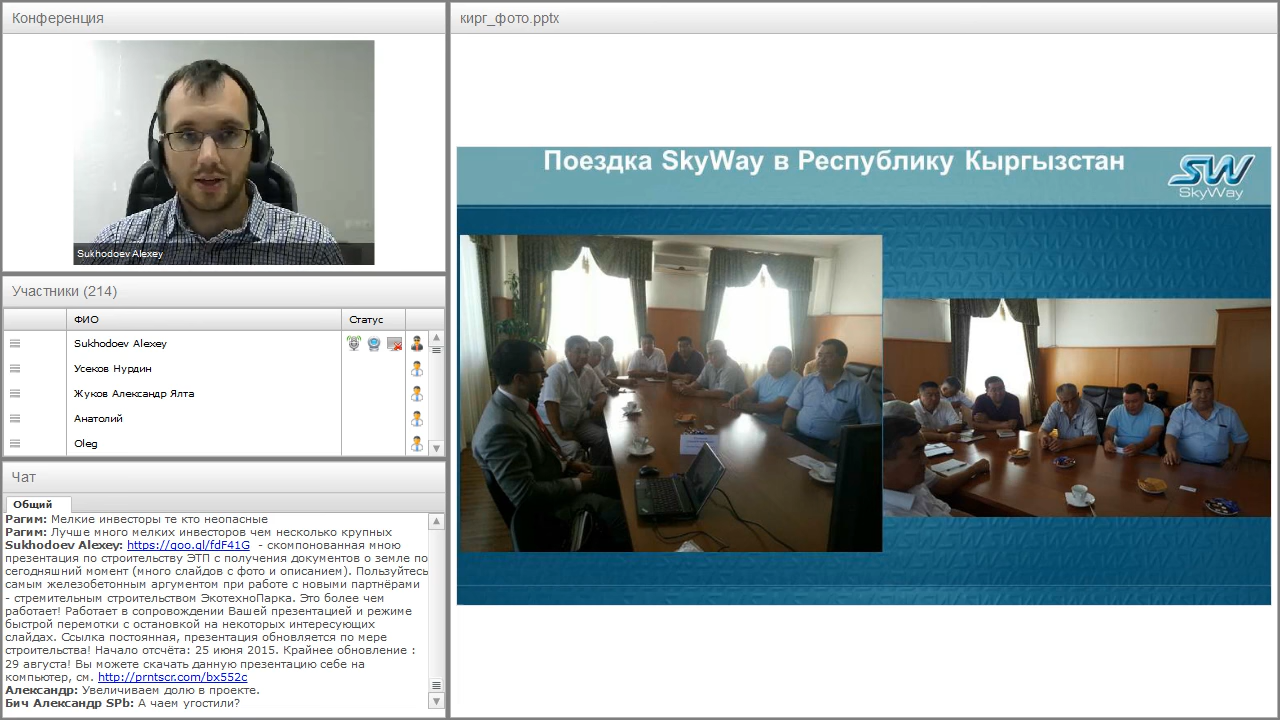 Конференция
Sukhodoev Alexey
Участники (214)
ФИО
Статус
Sukhodoev Alexey
Усеков Нурдин
Жуков Александр Ялта
Анатолий
Oleg
Чат
Общий
Рагим: Мелкие инвесторы те кто неопасные
Рагим: Лучше много мелких инвесторов чем несколько крупных
Sukhodoev Alexey: https://goo.gl/fdF41G - скомпонованная мною
презентация по строительству ЭТП с получения документов о земле по
сегодняшний момент (много слайдов с фото и описанием). Пользуйтесь
самым железобетонным аргументом при работе с новыми партнёрами
- стремительным строительством ЭкотехноПарка. Это более чем
работает! Работает в сопровождении Вашей презентацией и режиме
быстрой перемотки с остановкой на некоторых интересующих
слайдах. Ссылка постоянная, презентация обновляется по мере
строительства! Начало отсчёта: 25 июня 2015. Крайнее обновление :
29 августа! Вы можете скачать данную презентацию себе на
компьютер, см. http://prntscr.com/bx552c
Александр: Увеличиваем долю в проекте.
Бич Александр SPb: А чаем угостили?
кирг_фото.pptx
Поездка SkyWay в Республику Кыргызстан
SW
SkyWay